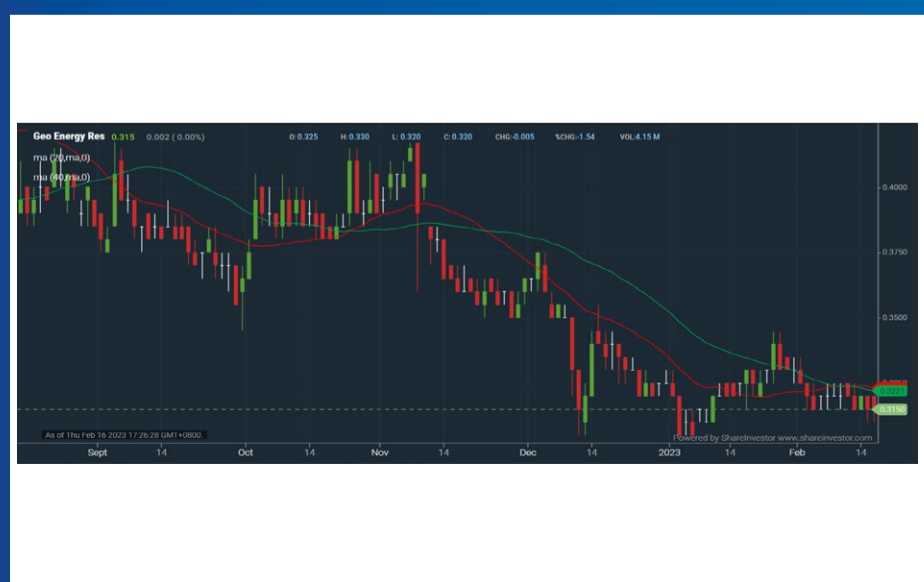 Geo Energy Res 0.315 0.002 ( 0.00%) O:0.325 H:0.330 L: 0.320 C: 0.320 CHG:-0.005 %CHG:-1.54 VOL:4.15 M
ma (20,ma,0)
ma (40,ma,0)
0.4000
0.3750
0.3500
0.3221
0.3150
As of Thu Feb 16 2023 17:26:28 GMT+0800.
Powered by ShareInvestor www.shareinvestor.com
Sept 14 Oct 14 Nov 14 Dec 14 2023 14 Feb 14